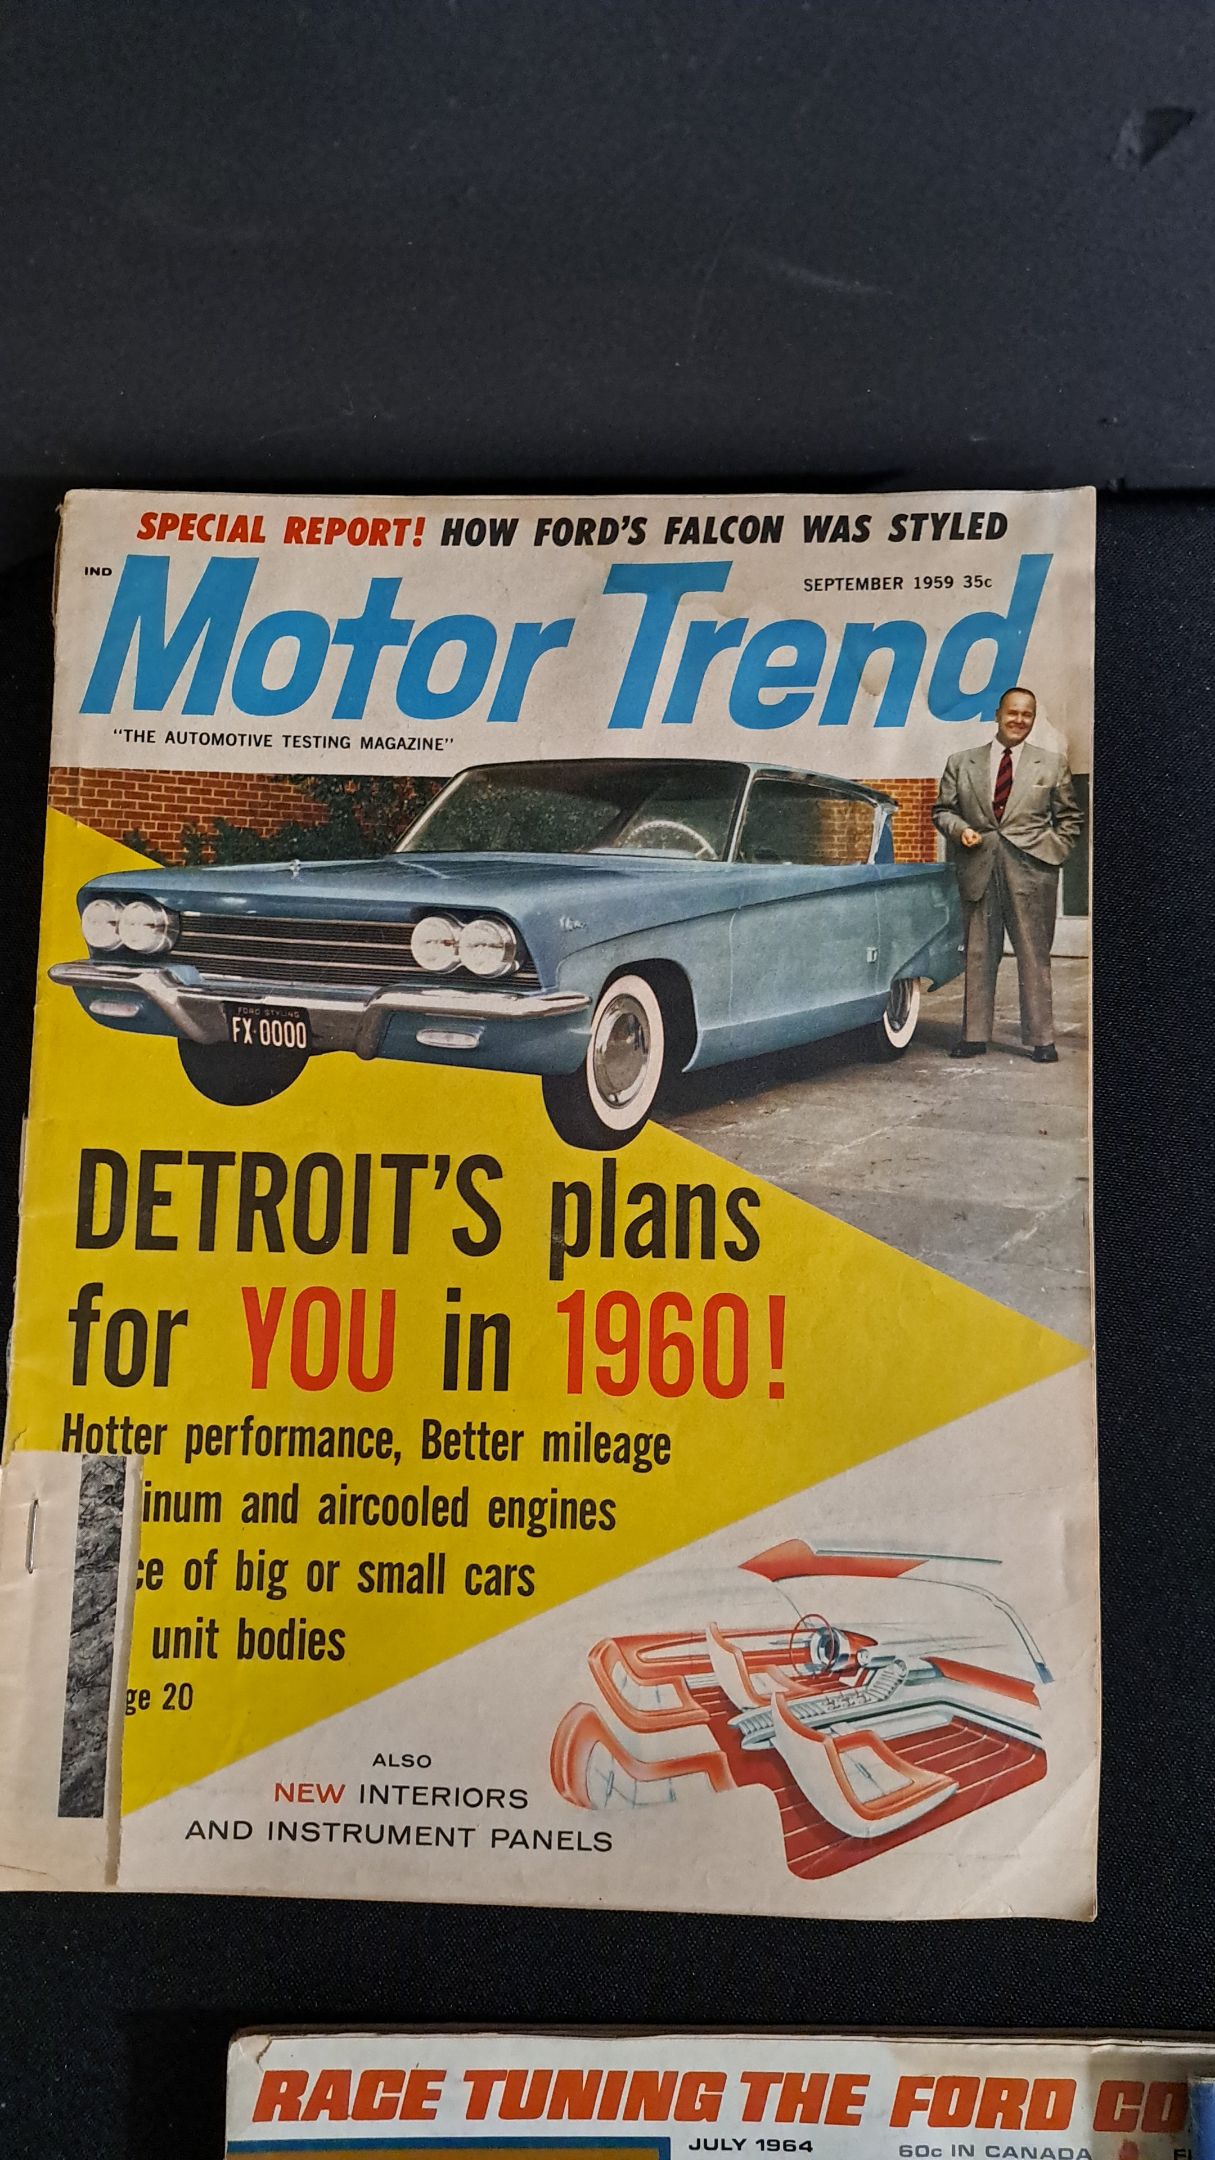 SPECIAL REPORT! HOW FORD'S FALCON WAS STYLED
IND
SEPTEMBER 1959 35c
Motor Trend
"THE AUTOMOTIVE TESTING MAGAZINE"
FORD STYLING
FX-0000
DETROIT'S plans
for YOU in 1960!
Hotter performance, Better mileage
inum and aircooled engines
ce of big or small cars
unit bodies
ge 20
ALSO
NEW INTERIORS
AND INSTRUMENT PANELS
RACE TUNING THE FORD CO
JULY 1964
60c IN CANADA